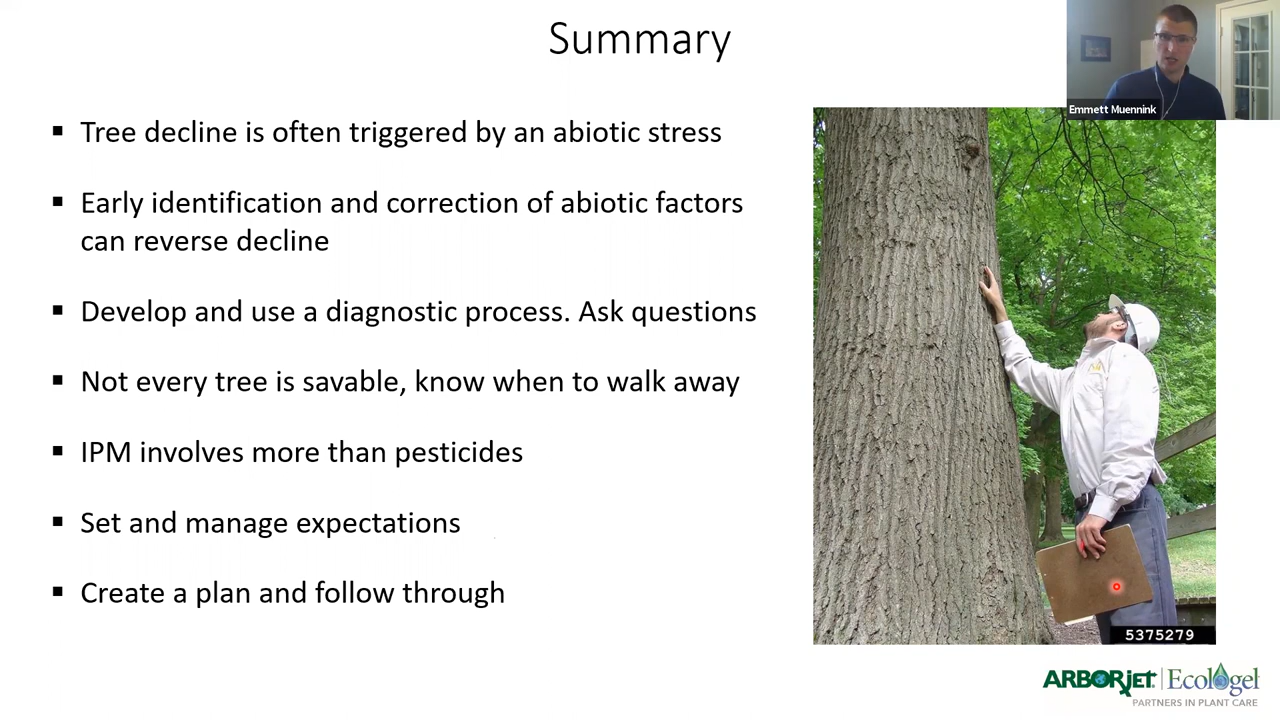 Summary
Emmett Muennink
▪ Tree decline is often triggered by an abiotic stress
▪ Early identification and correction of abiotic factors
can reverse decline
▪ Develop and use a diagnostic process. Ask questions
▪ Not every tree is savable, know when to walk away
▪ IPM involves more than pesticides
▪ Set and manage expectations
▪ Create a plan and follow through
5375279
ARBORjET | Ecologel
PARTNERS IN PLANT CARE